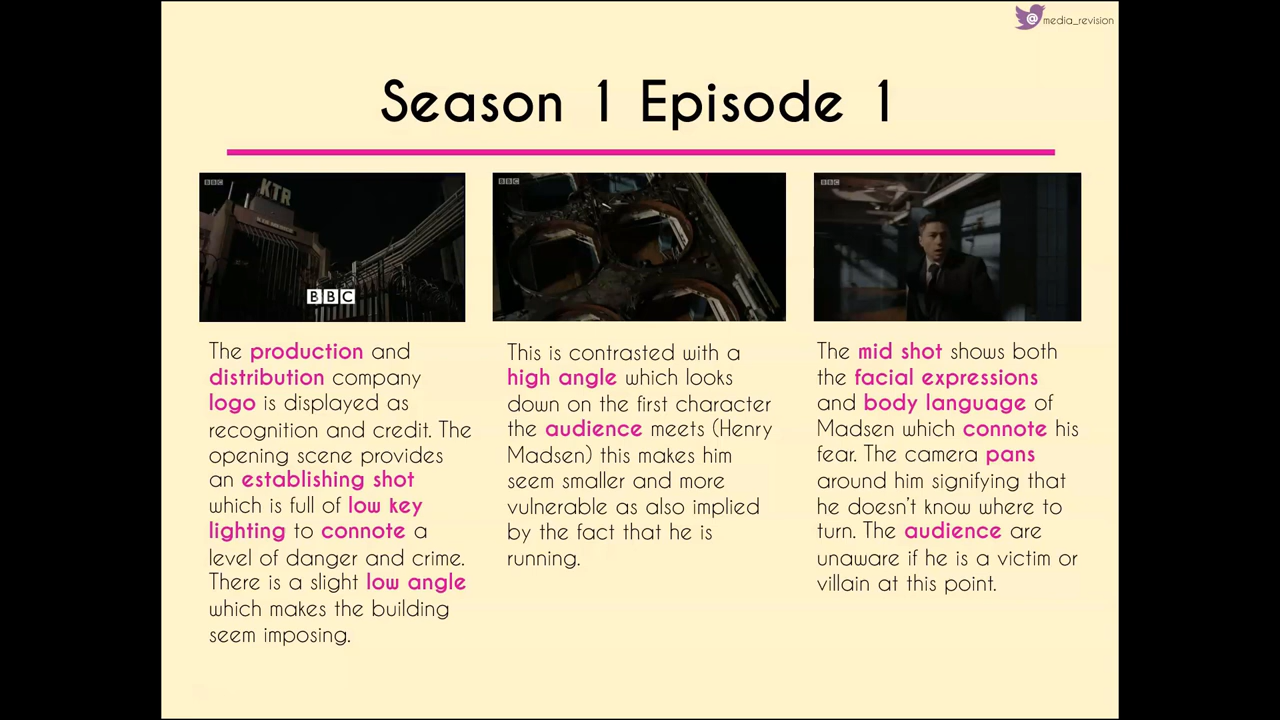 @media_revision
Season 1 Episode 1
BBC
KTR
BBC
BBC
BBC
The production and
distribution company
logo is displayed as
recognition and credit. The
opening scene provides
an establishing shot
which is full of low key
lighting to connote a
level of danger and crime.
There is a slight low angle
which makes the building
seem imposing.
This is contrasted with a
high angle which looks
down on the first character
the audience meets (Henry
Madsen) this makes him
seem smaller and more
vulnerable as also implied
by the fact that he is
running.
The mid shot shows both
the facial expressions
and body language of
Madsen which connote his
fear. The camera pans
around him signifying that
he doesn't know where to
turn. The audience are
unaware if he is a victim or
villain at this point.